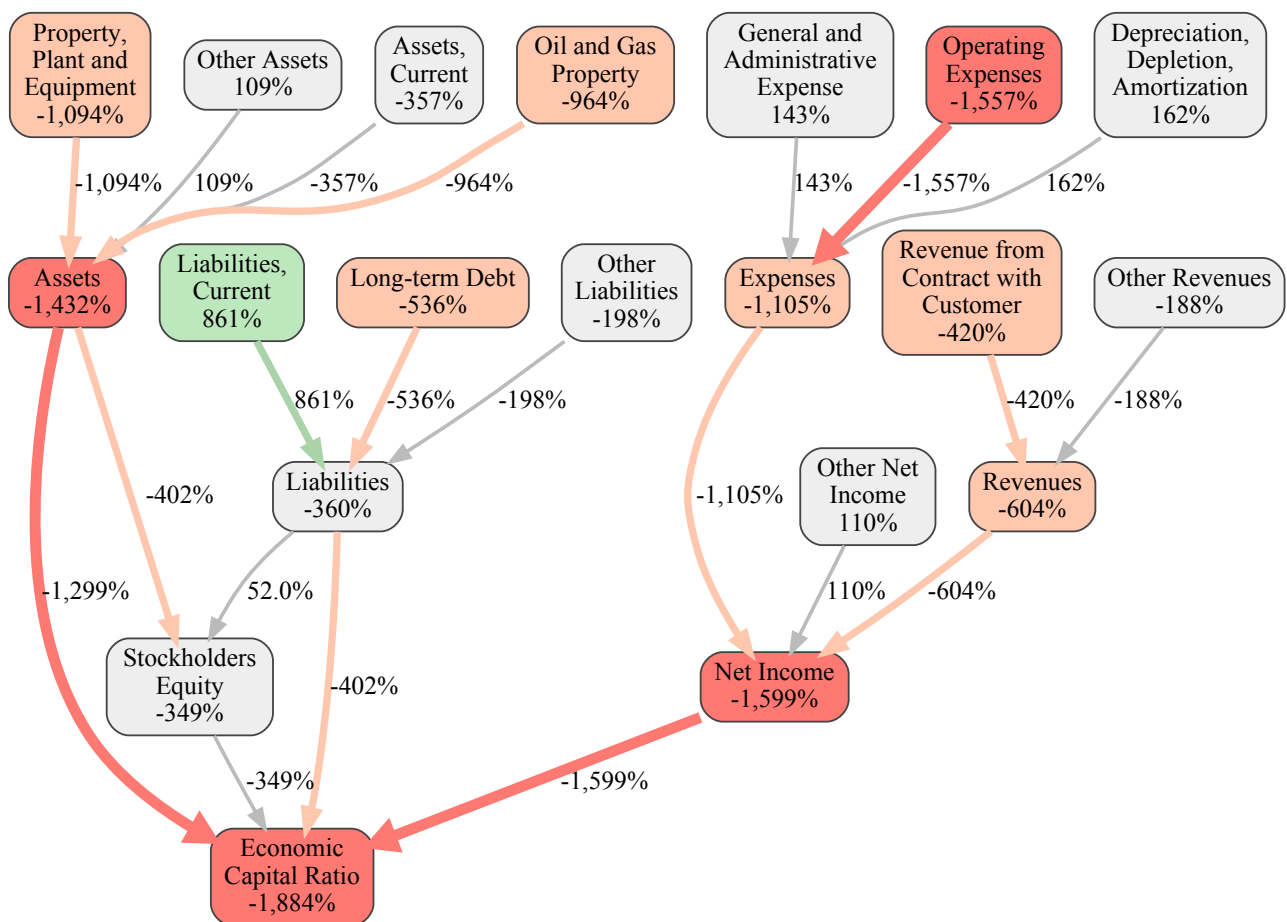 Property,
Plant and
Equipment
-1,094%
Other Assets
109%
Assets,
Current
-357%
Oil and Gas
Property
-964%
General and
Administrative
Expense
143%
Operating
Expenses
-1,557%
Depreciation,
Depletion,
Amortization
162%
-1,094%
109%
-357%
-964%
143%
-1,557%
162%
Assets
-1,432%
Liabilities,
Current
861%
Long-term Debt
-536%
Other
Liabilities
-198%
Expenses
-1,105%
Revenue from
Contract with
Customer
-420%
Other Revenues
-188%
861%
-536%
-198%
-420%
-188%
-402%
Liabilities
-360%
-1,105%
Other Net
Income
110%
Revenues
-604%
-1,299%
52.0%
110%
-604%
Stockholders
Equity
-349%
-402%
Net Income
-1,599%
-349%
-1,599%
Economic
Capital Ratio
-1,884%